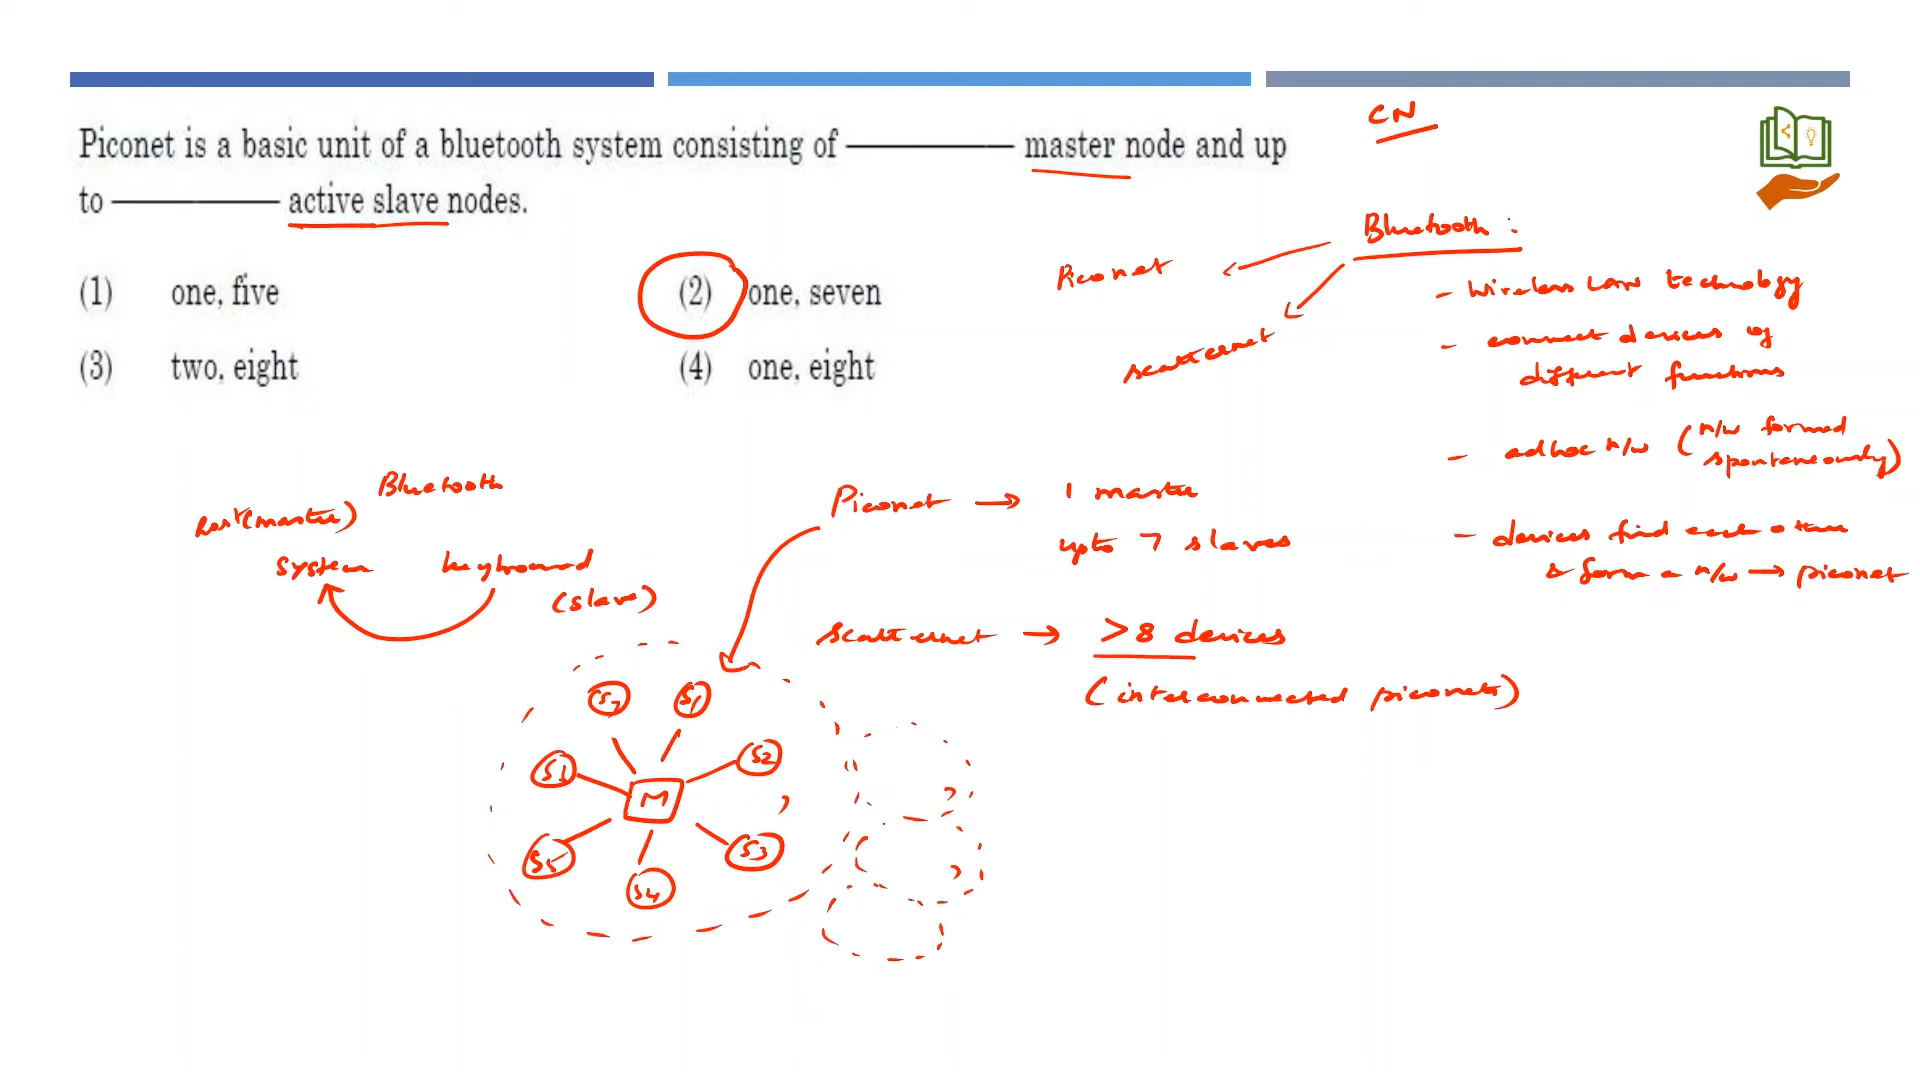 Piconet is a basic unit of a bluetooth system consisting of ———— master node and up
to ———— active slave nodes.
(1) one, five
(2) one, seven
(3) two, eight
(4) one, eight
CN
Bluetooth :
Piconet
scatternet
- wireless LAN technology
- connect devices of
different functions
- adhoc n/w (n/w formed
spontaneously)
- devices find each other
& form a n/w → piconet
Bluetooth
host (master)
system
keyboard
(slave)
Piconet → 1 master
upto 7 slaves
scatternet → >8 devices
(interconnected piconets)
S7
S1
S1
S2
M
S5
S3
S4